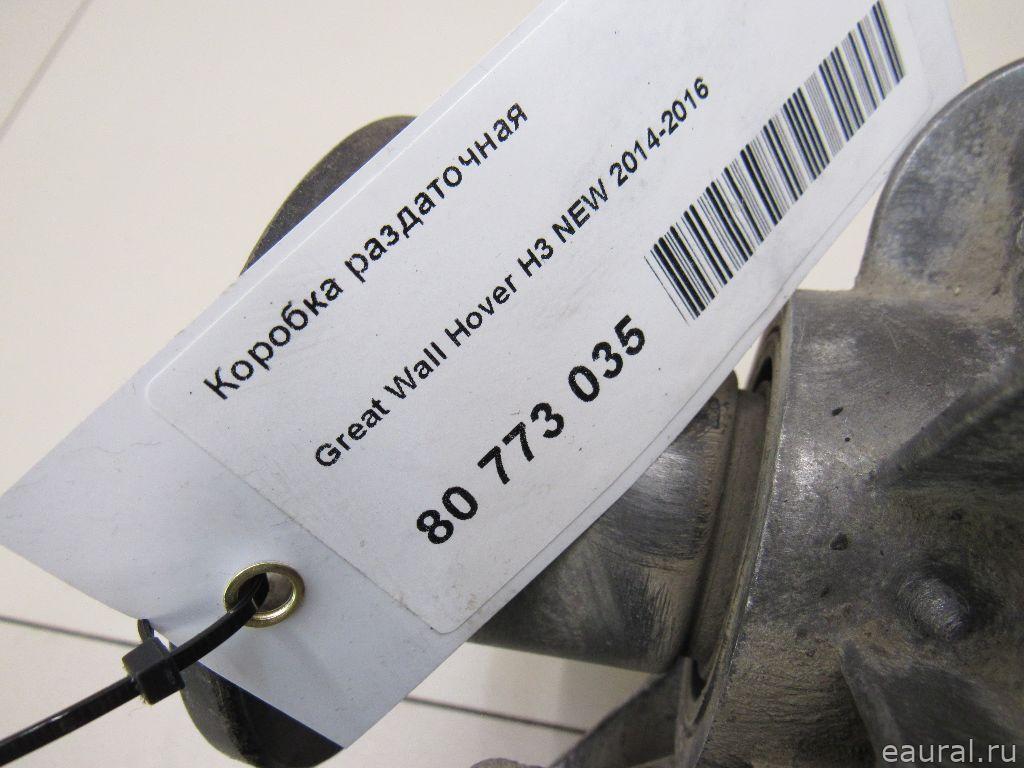 Коробка раздаточная
Great Wall Hover H3 NEW 2014-2016
80 773 035
eaural.ru